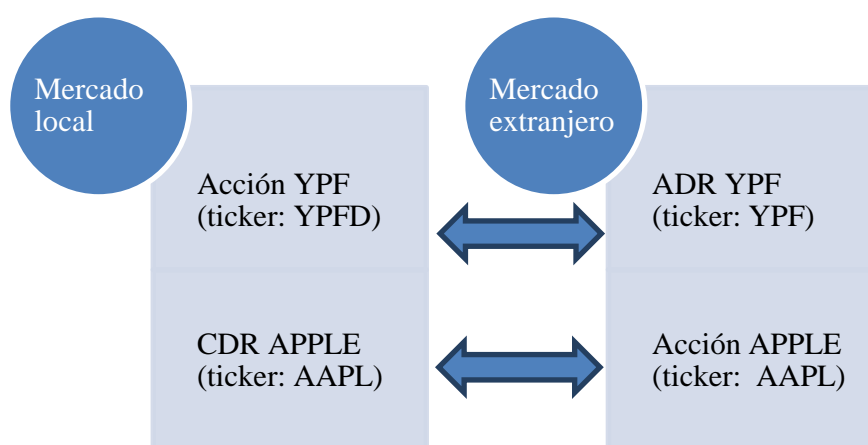 Mercado
local
Mercado
extranjero
Acción YPF
(ticker: YPFD)
ADR YPF
(ticker: YPF)
CDR APPLE
(ticker: AAPL)
Acción APPLE
(ticker:  AAPL)